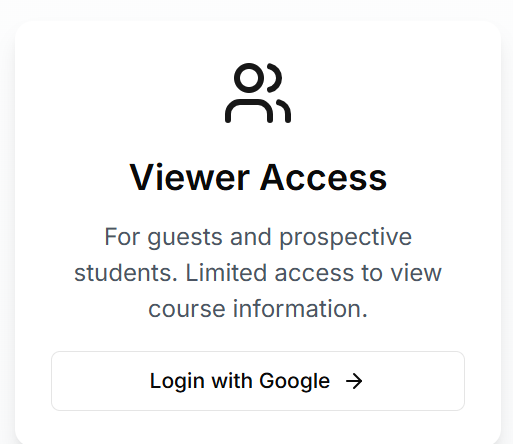 Viewer Access
For guests and prospective
students. Limited access to view
course information.
Login with Google